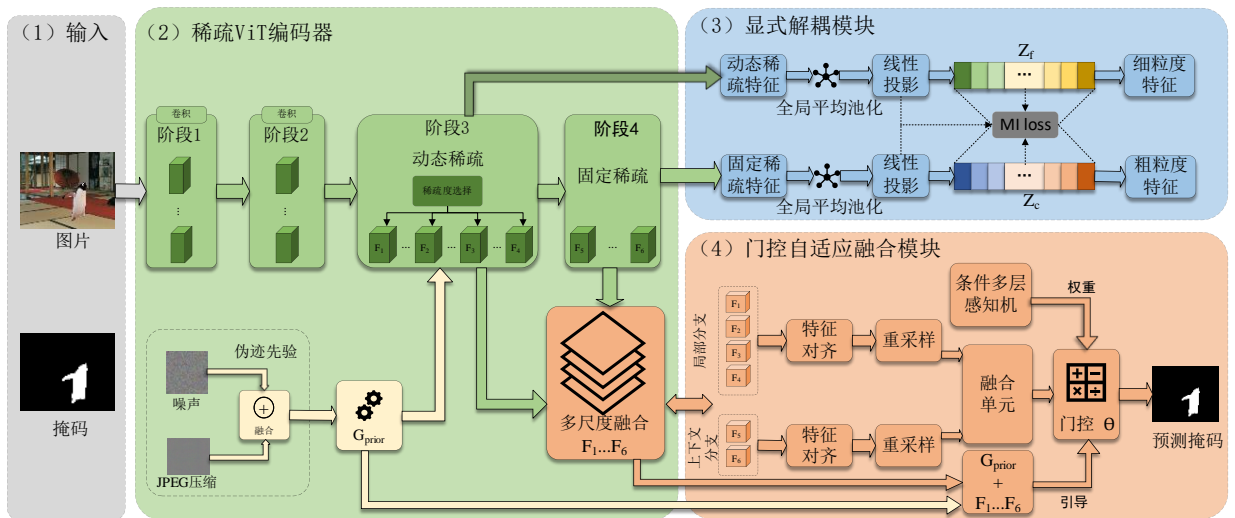 （1）输入
图片
掩码
（2）稀疏ViT编码器
卷积
阶段1
⋮
卷积
阶段2
⋮
阶段3
动态稀疏
稀疏度选择
F₁ ··· F₂ ··· F₃ ··· F₄
阶段4
固定稀疏
F₅ ··· F₆
伪迹先验
噪声
JPEG压缩
+
融合
Gprior
多尺度融合
F₁...F₆
（3）显式解耦模块
动态稀
疏特征
全局平均池化
线性
投影
Zf
···
细粒度
特征
MI loss
固定稀
疏特征
全局平均池化
线性
投影
···
Zc
粗粒度
特征
（4）门控自适应融合模块
局部分支
F₁
F₂
F₃
F₄
特征
对齐
重采样
上下文
分支
F₅
F₆
特征
对齐
重采样
融合
单元
条件多层
感知机
权重
+ −
× ÷
门控 θ
引导
Gprior
+
F₁...F₆
预测掩码